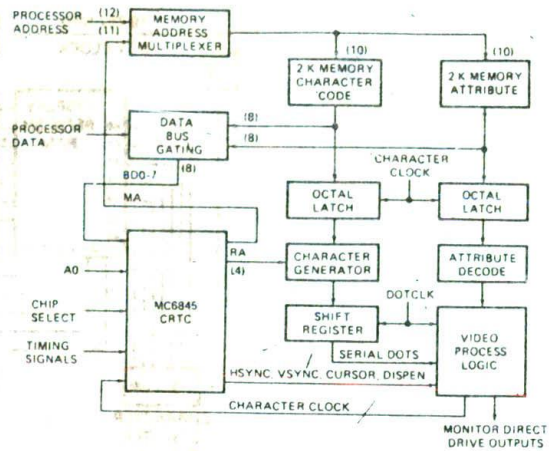 PROCESSOR
ADDRESS
(12)
(11)
MEMORY
ADDRESS
MULTIPLEXER
(10)
(10)
2 K MEMORY
CHARACTER
CODE
2 K MEMORY
ATTRIBUTE
PROCESSOR
DATA
DATA
BUS
GATING
(8)
(8)
(8)
BD0-7
MA
CHARACTER
CLOCK
OCTAL
LATCH
OCTAL
LATCH
RA
(4)
CHARACTER
GENERATOR
ATTRIBUTE
DECODE
A0
MC6845
CRTC
CHIP
SELECT
DOTCLK
SHIFT
REGISTER
VIDEO
PROCESS
LOGIC
TIMING
SIGNALS
SERIAL DOTS
HSYNC, VSYNC, CURSOR, DISPEN
CHARACTER CLOCK
MONITOR DIRECT
DRIVE OUTPUTS